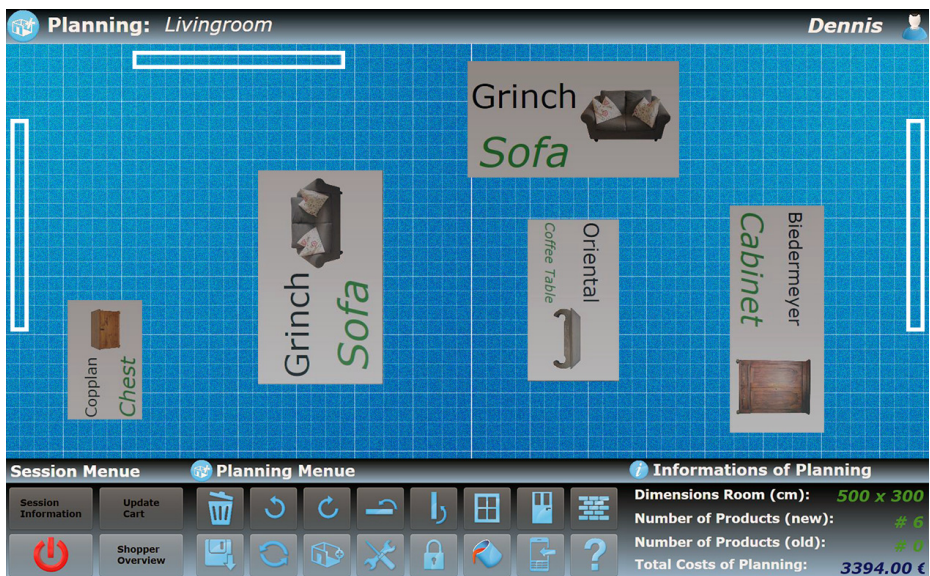 Planning: Livingroom
Dennis
Grinch
Sofa
Grinch
Sofa
Oriental
Coffee Table
Biedermeyer
Cabinet
Copplan
Chest
Session Menue
Planning Menue
Informations of Planning
Session
Information
Update
Cart
Shopper
Overview
Dimensions Room (cm): 500 x 300
Number of Products (new): # 6
Number of Products (old): # 0
Total Costs of Planning: 3394.00 €